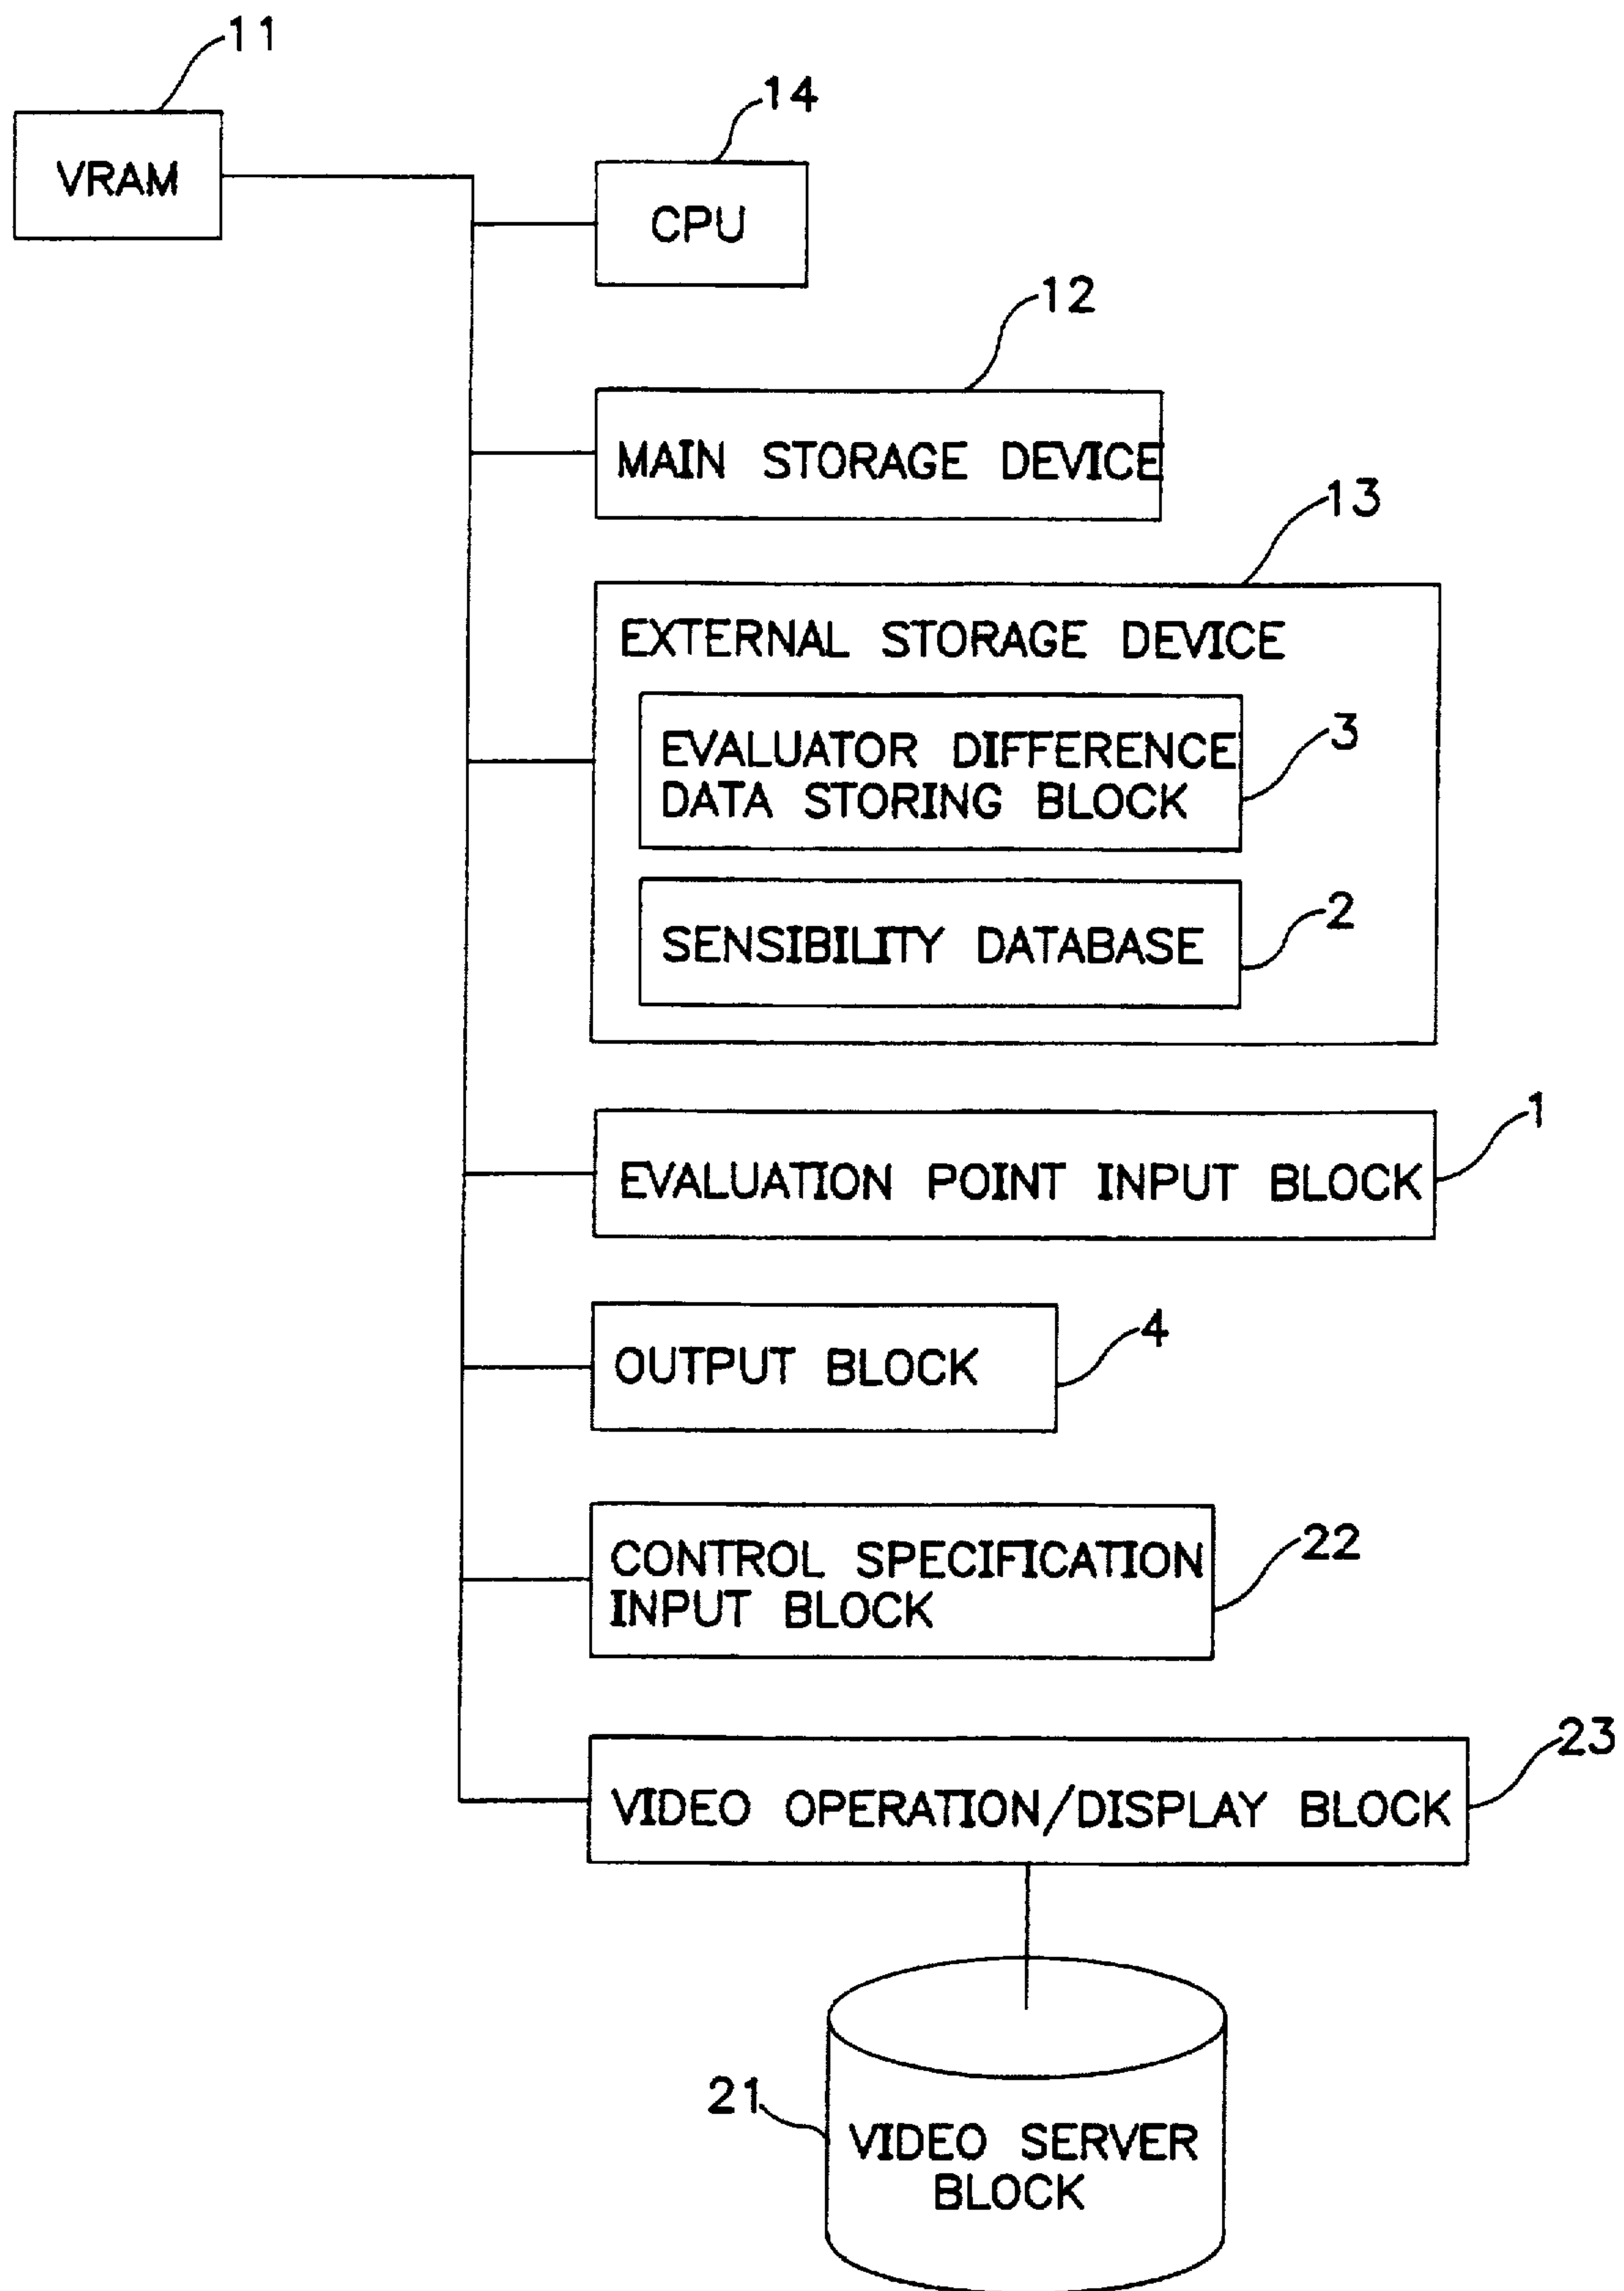 11
VRAM
14
CPU
12
MAIN STORAGE DEVICE
13
EXTERNAL STORAGE DEVICE
3
EVALUATOR DIFFERENCE
DATA STORING BLOCK
2
SENSIBILITY DATABASE
1
EVALUATION POINT INPUT BLOCK
4
OUTPUT BLOCK
22
CONTROL SPECIFICATION
INPUT BLOCK
23
VIDEO OPERATION/DISPLAY BLOCK
21
VIDEO SERVER
BLOCK